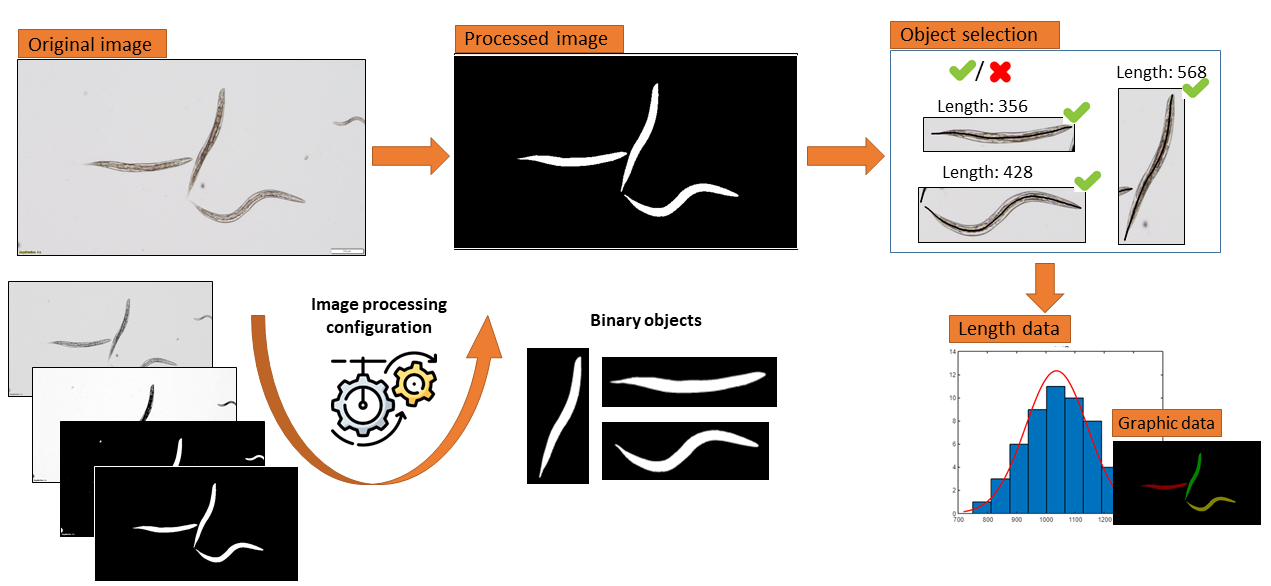 Original image
Processed image
Object selection
/
Length: 568
Length: 356
Length: 428
Image processing
configuration
Binary objects
Length data
14
12
10
8
6
4
2
0
700 800 900 1000 1100 1200
Graphic data